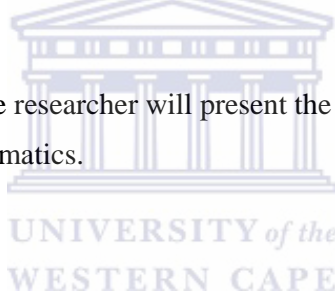 e researcher will present the
matics.
UNIVERSITY of the
WESTERN CAPE